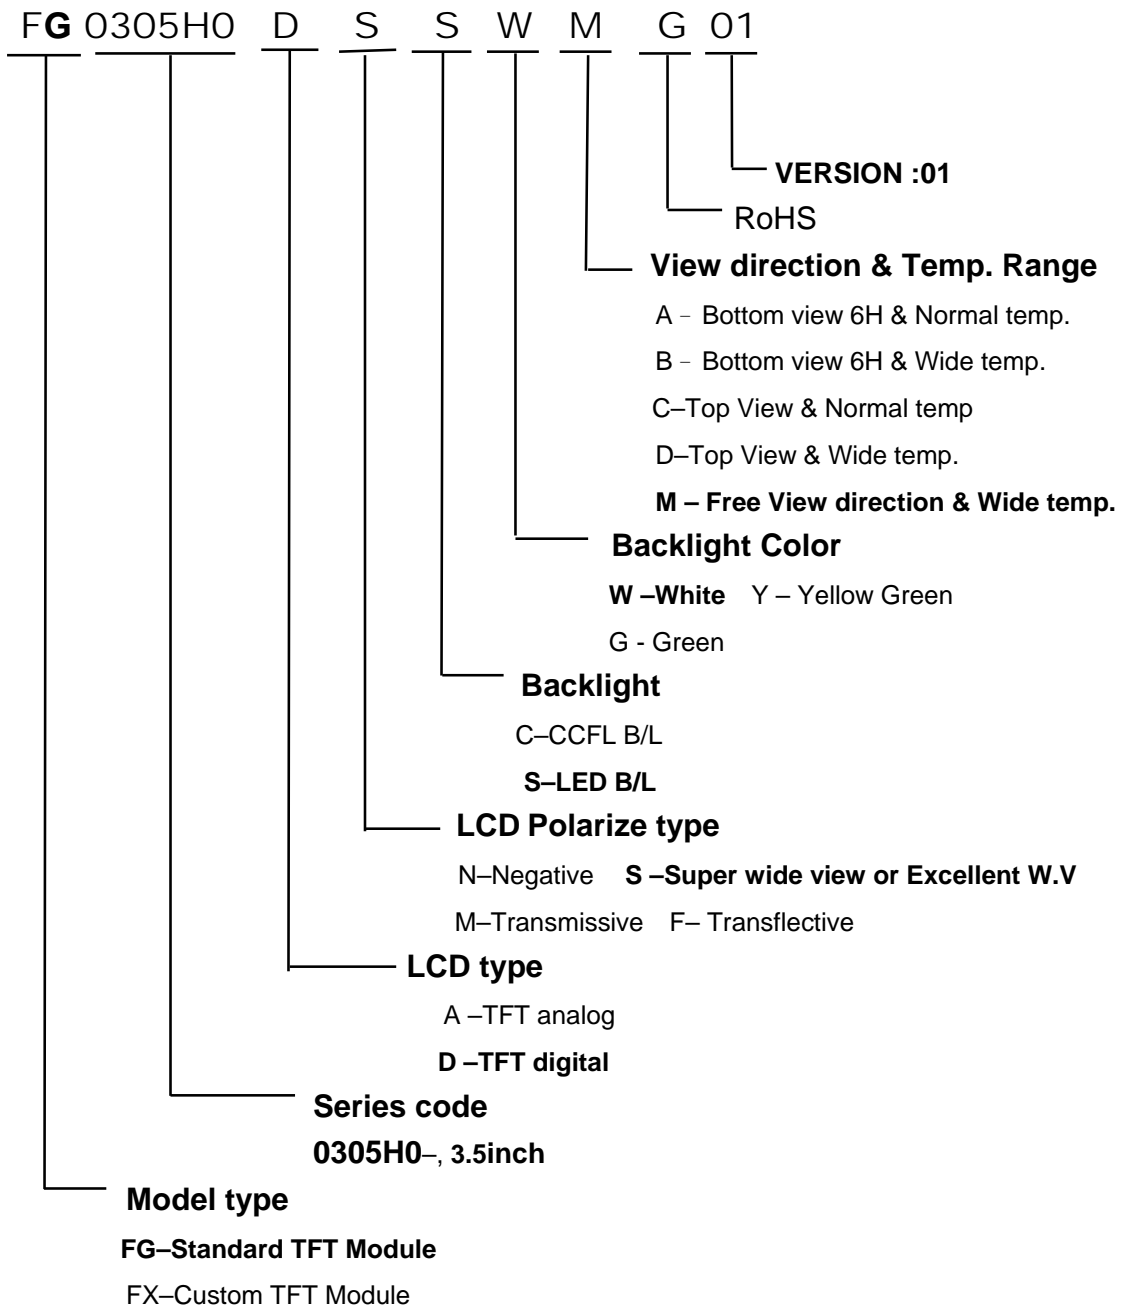 FG 0305H0 D S S W M G 01
VERSION :01
RoHS
View direction & Temp. Range
A – Bottom view 6H & Normal temp.
B – Bottom view 6H & Wide temp.
C–Top View & Normal temp
D–Top View & Wide temp.
M – Free View direction & Wide temp.
Backlight Color
W –White Y – Yellow Green
G - Green
Backlight
C–CCFL B/L
S–LED B/L
LCD Polarize type
N–Negative S –Super wide view or Excellent W.V
M–Transmissive F– Transflective
LCD type
A –TFT analog
D –TFT digital
Series code
0305H0–, 3.5inch
Model type
FG–Standard TFT Module
FX–Custom TFT Module